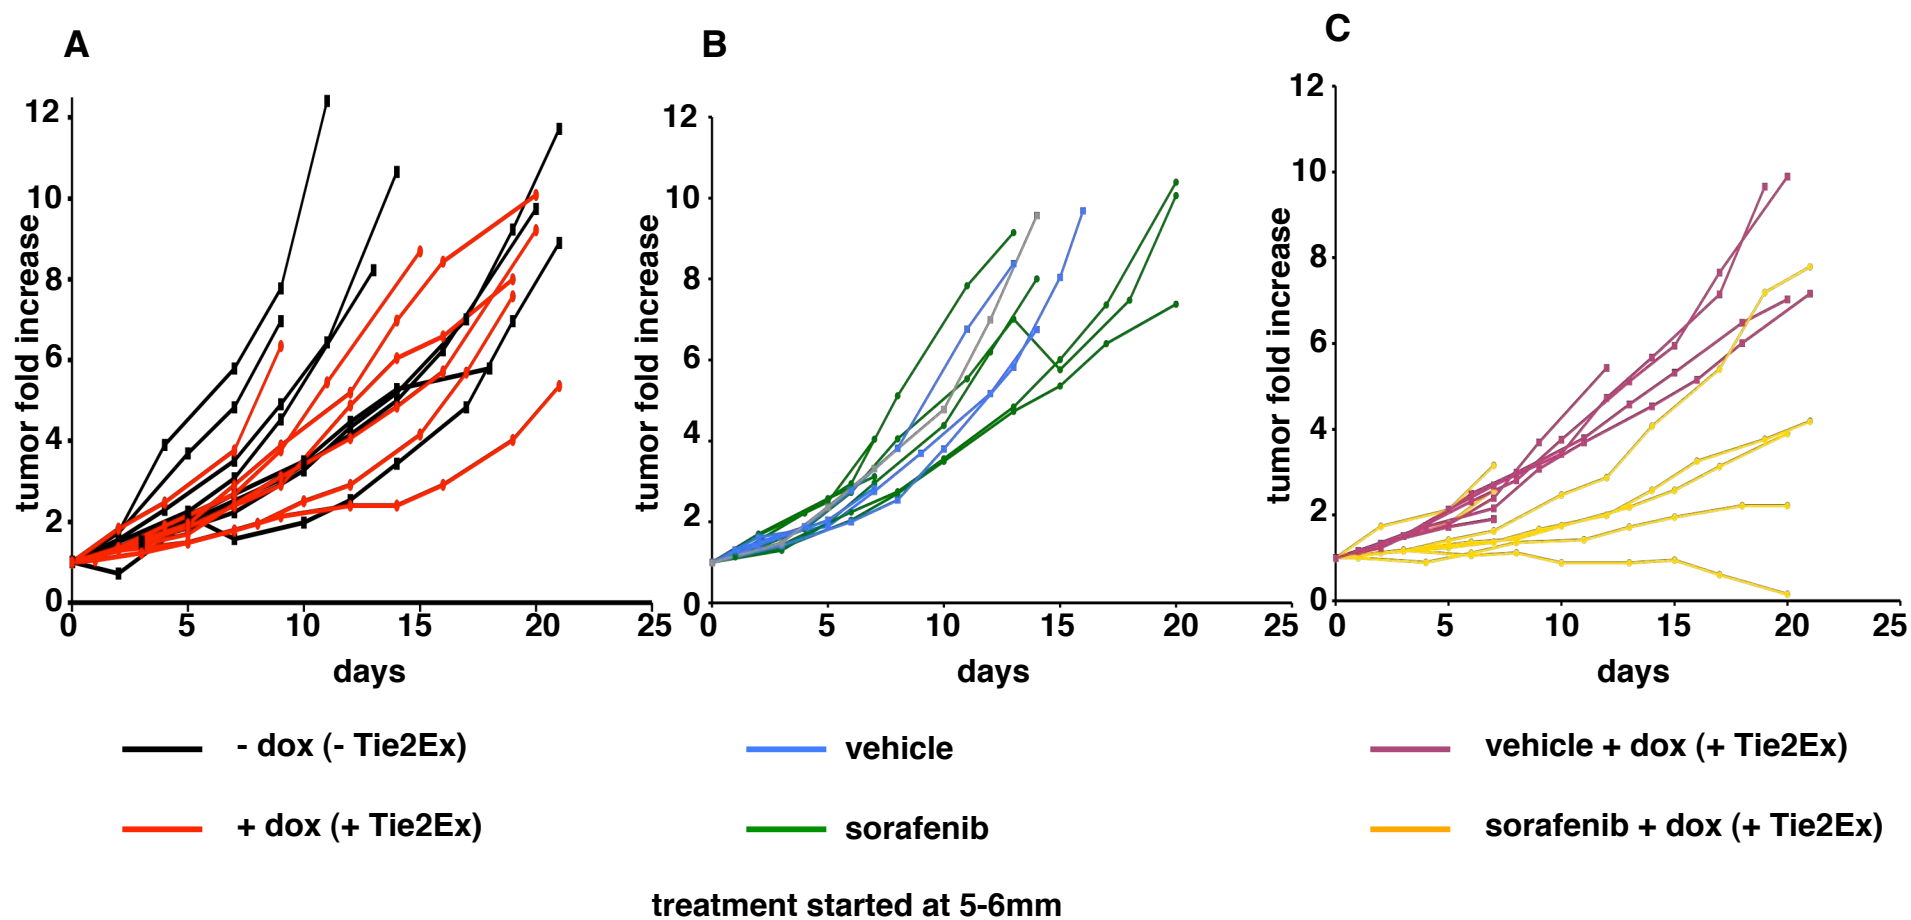 A
B
C
12
10
8
6
4
2
0
tumor fold increase
0 5 10 15 20 25
days
12
10
8
6
4
2
0
tumor fold increase
0 5 10 15 20 25
days
12
10
8
6
4
2
0
tumor fold increase
0 5 10 15 20 25
days
- dox (- Tie2Ex)
+ dox (+ Tie2Ex)
vehicle
sorafenib
vehicle + dox (+ Tie2Ex)
sorafenib + dox (+ Tie2Ex)
treatment started at 5-6mm